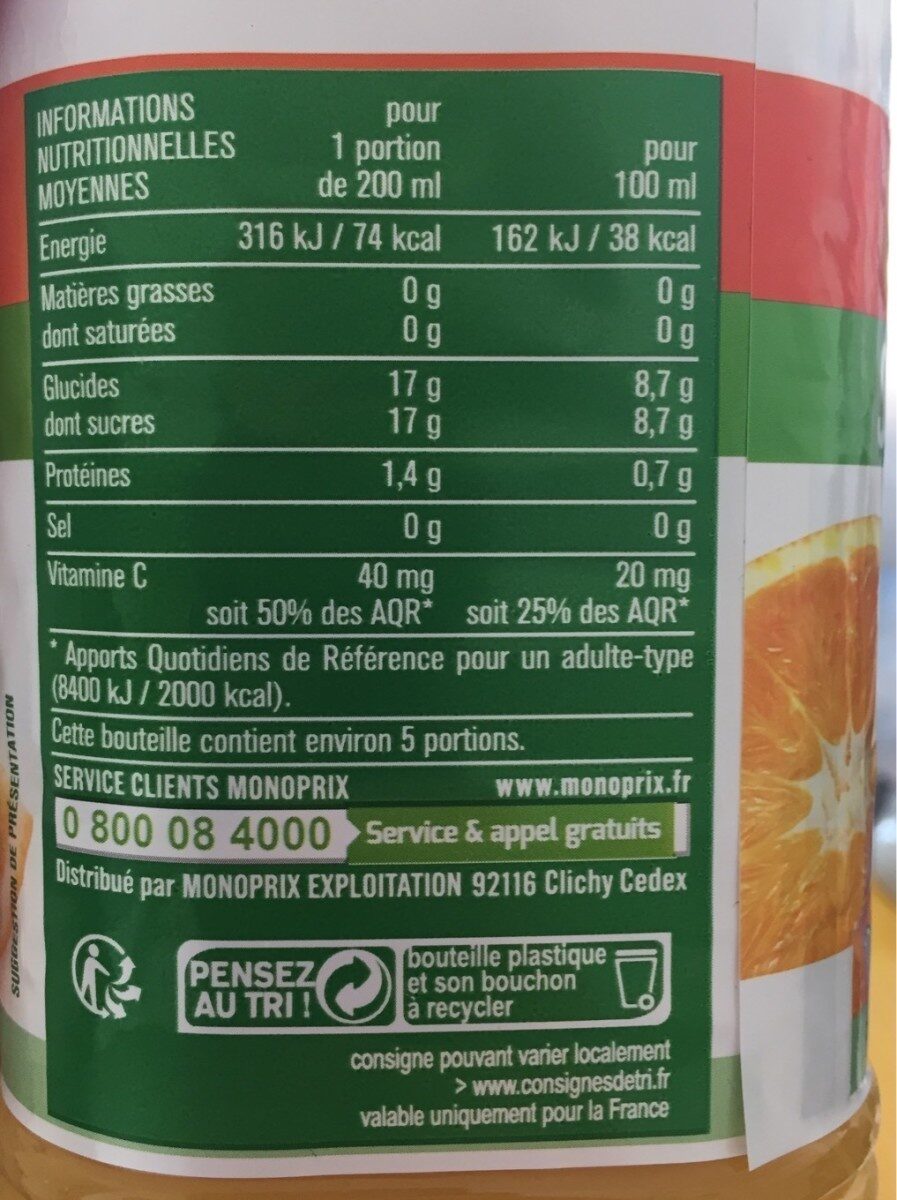 INFORMATIONS
NUTRITIONNELLES
MOYENNES
pour
1 portion
de 200 ml
pour
100 ml
Energie 316 kJ / 74 kcal 162 kJ / 38 kcal
Matières grasses 0 g 0 g
dont saturées 0 g 0 g
Glucides 17 g 8,7 g
dont sucres 17 g 8,7 g
Protéines 1,4 g 0,7 g
Sel 0 g 0 g
Vitamine C 40 mg 20 mg
soit 50% des AQR* soit 25% des AQR*
* Apports Quotidiens de Référence pour un adulte-type
(8400 kJ / 2000 kcal).
Cette bouteille contient environ 5 portions.
SERVICE CLIENTS MONOPRIX www.monoprix.fr
0 800 08 4000 Service & appel gratuits
Distribué par MONOPRIX EXPLOITATION 92116 Clichy Cedex
PENSEZ
AU TRI !
bouteille plastique
et son bouchon
à recycler
consigne pouvant varier localement
> www.consignesdetri.fr
valable uniquement pour la France
SUGGESTION DE PRÉSENTATION